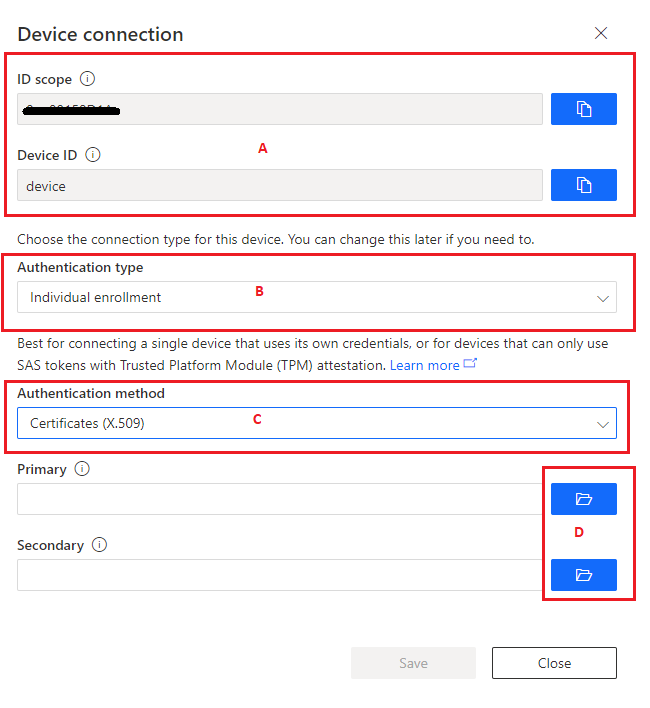 Device connection
ID scope
A
Device ID
device
Choose the connection type for this device. You can change this later if you need to.
Authentication type
Individual enrollment
B
Best for connecting a single device that uses its own credentials, or for devices that can only use
SAS tokens with Trusted Platform Module (TPM) attestation. Learn more
Authentication method
Certificates (X.509)
C
Primary
D
Secondary
Save
Close